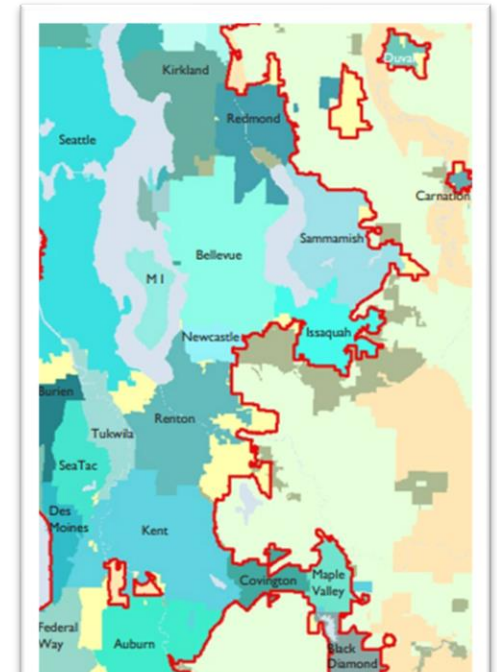 Duvall
Kirkland
Redmond
Seattle
Carnation
Sammamish
Bellevue
M I
Newcastle
Issaquah
Burien
Renton
Tukwila
SeaTac
Des
Moines
Kent
Covington
Maple
Valley
Federal
Way
Auburn
Black
Diamond